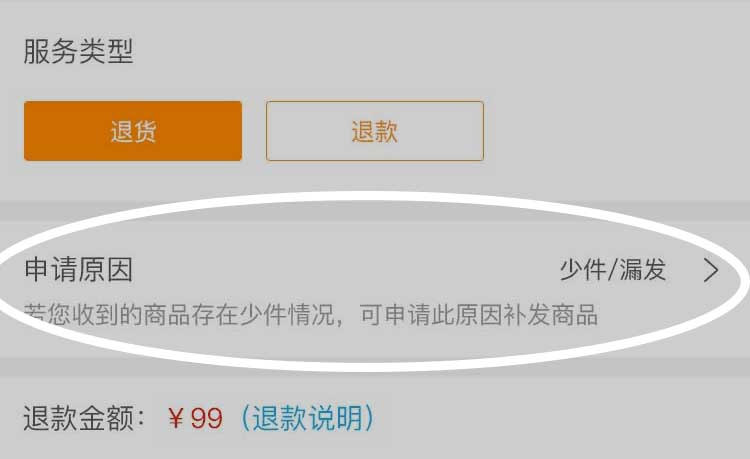 服务类型
退货 退款
申请原因 少件/漏发
若您收到的商品存在少件情况，可申请此原因补发商品
退款金额：￥99（退款说明）